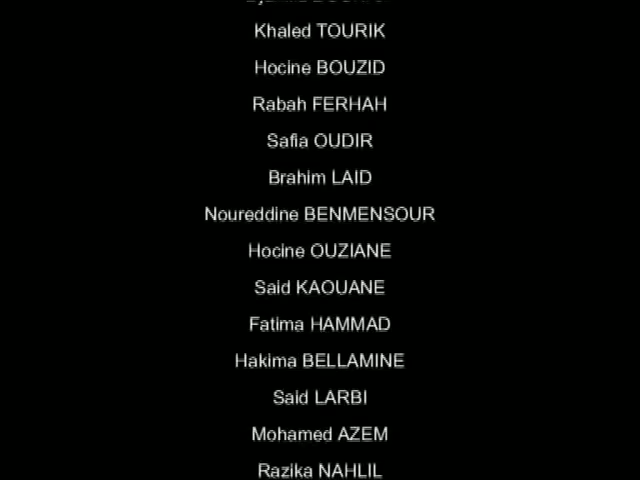 Khaled TOURIK
Hocine BOUZID
Rabah FERHAH
Safia OUDIR
Brahim LAID
Noureddine BENMENSOUR
Hocine OUZIANE
Said KAOUANE
Fatima HAMMAD
Hakima BELLAMINE
Said LARBI
Mohamed AZEM
Razika NAHLIL